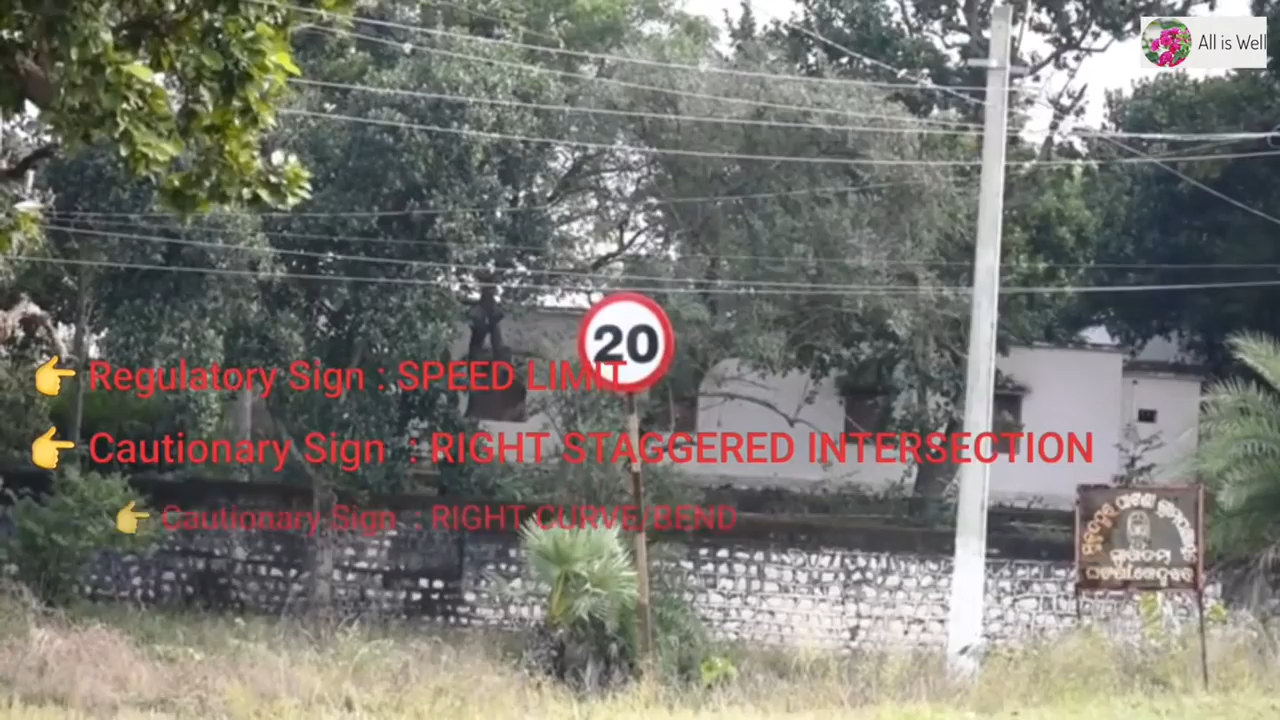 All is Well
20
👉 Regulatory Sign : SPEED LIMIT
👉 Cautionary Sign : RIGHT STAGGERED INTERSECTION
👉 Cautionary Sign : RIGHT CURVE/BEND